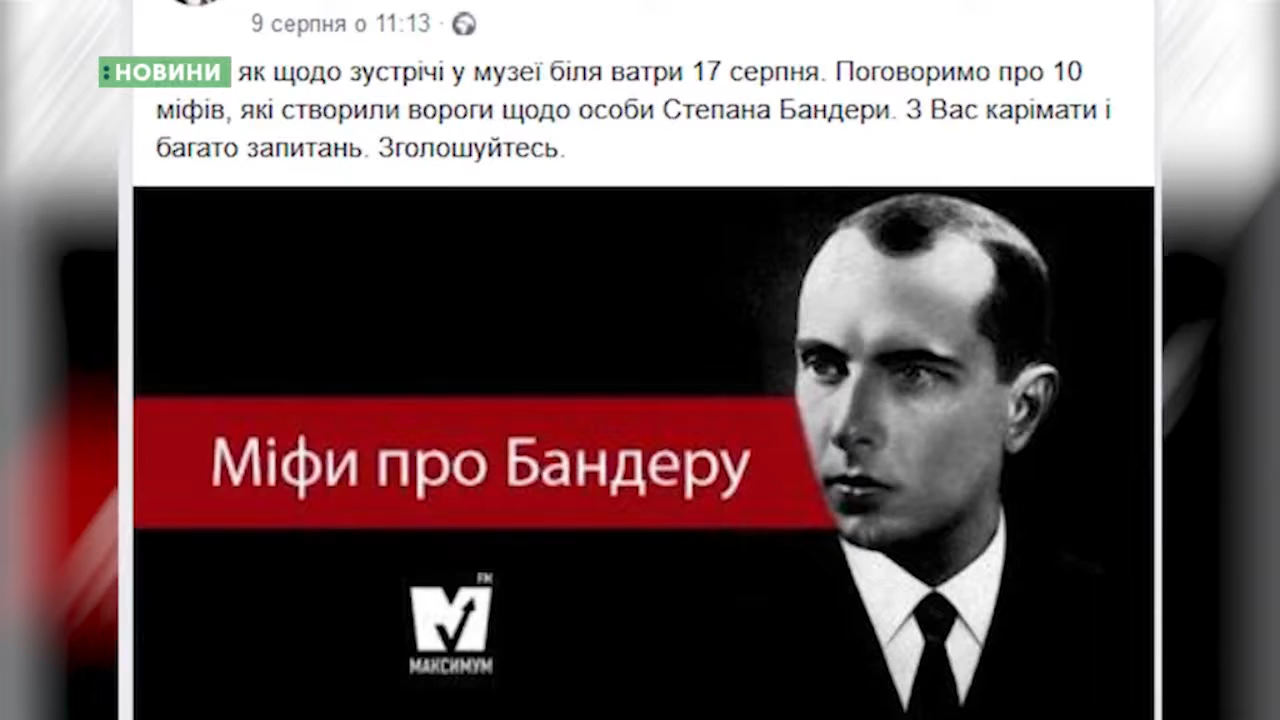 9 серпня о 11:13 ·
:НОВИНИ як щодо зустрічі у музеї біля ватри 17 серпня. Поговоримо про 10
міфів, які створили вороги щодо особи Степана Бандери. З Вас карімати і
багато запитань. Зголошуйтесь.
Міфи про Бандеру
FM
МАКСИМУМ